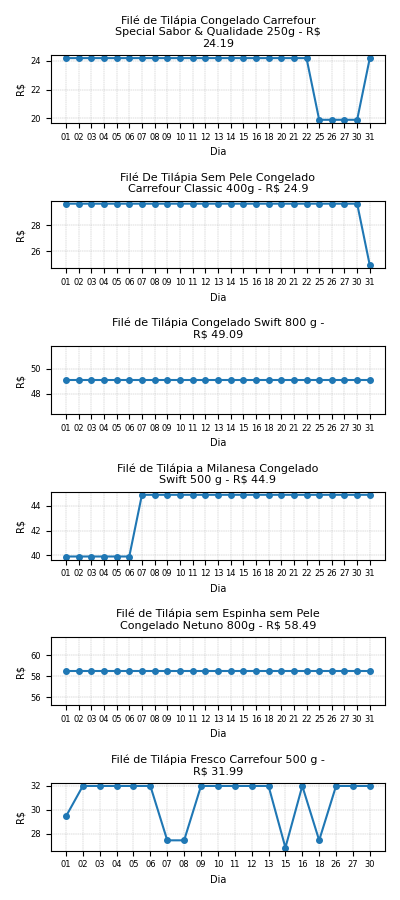 Filé de Tilápia Congelado Carrefour
Special Sabor & Qualidade 250g - R$
24.19
24
22
20
R$
01 02 03 04 05 06 07 08 09 10 11 12 13 14 15 16 18 19 20 21 22 25 26 27 30 31
Dia
Filé De Tilápia Sem Pele Congelado
Carrefour Classic 400g - R$ 24.9
28
26
R$
01 02 03 04 05 06 07 08 09 10 11 12 13 14 15 16 18 19 20 21 22 25 26 27 30 31
Dia
Filé de Tilápia Congelado Swift 800 g -
R$ 49.09
50
48
R$
01 02 03 04 05 06 07 08 09 10 11 12 13 14 15 16 18 20 21 22 25 26 27 30 31
Dia
Filé de Tilápia a Milanesa Congelado
Swift 500 g - R$ 44.9
44
42
40
R$
01 02 03 04 05 06 07 08 09 10 11 12 13 14 15 16 18 20 21 22 25 26 27 30 31
Dia
Filé de Tilápia sem Espinha sem Pele
Congelado Netuno 800g - R$ 58.49
60
58
56
R$
01 02 03 04 05 06 07 08 09 10 11 12 13 14 15 16 18 20 21 22 25 26 27 30 31
Dia
Filé de Tilápia Fresco Carrefour 500 g -
R$ 31.99
32
30
28
R$
01 02 03 04 05 06 07 08 09 10 11 12 13 15 16 18 26 27 30
Dia